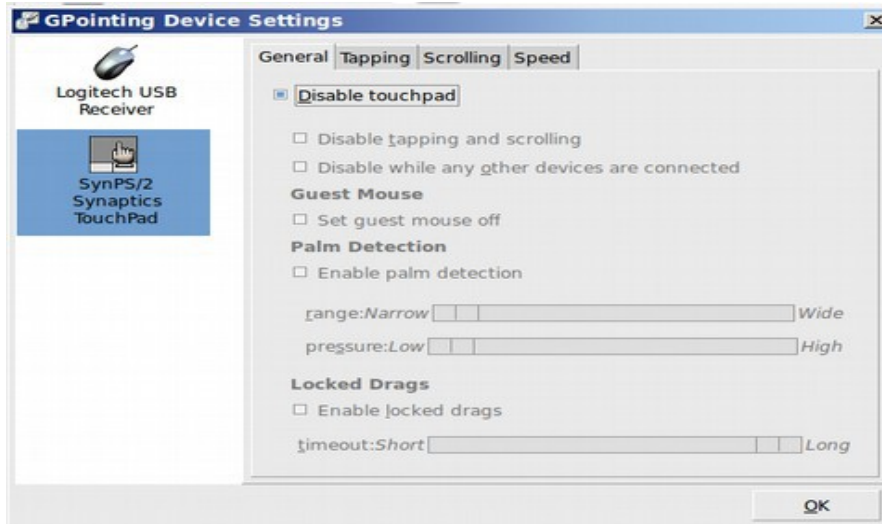 GPointing Device Settings
Logitech USB
Receiver
SynPS/2
Synaptics
TouchPad
General Tapping Scrolling Speed
Disable touchpad
Disable tapping and scrolling
Disable while any other devices are connected
Guest Mouse
Set guest mouse off
Palm Detection
Enable palm detection
range: Narrow Wide
pressure: Low High
Locked Drags
Enable locked drags
timeout: Short Long
OK